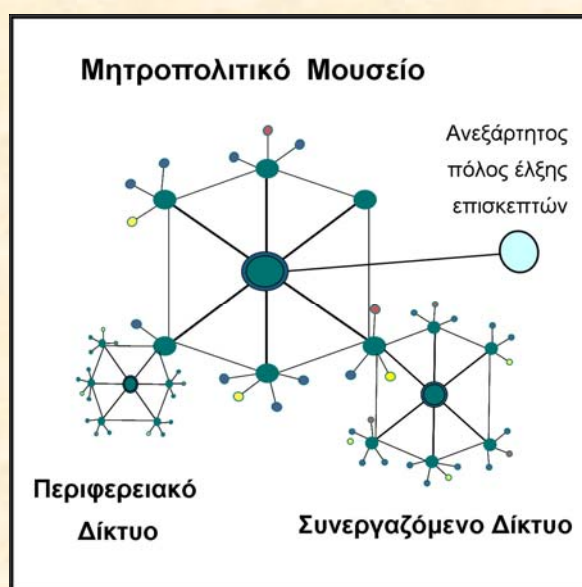 Μητροπολιτικό Μουσείο
Ανεξάρτητος
πόλος έλξης
επισκεπτών
Περιφερειακό
Δίκτυο
Συνεργαζόμενο Δίκτυο